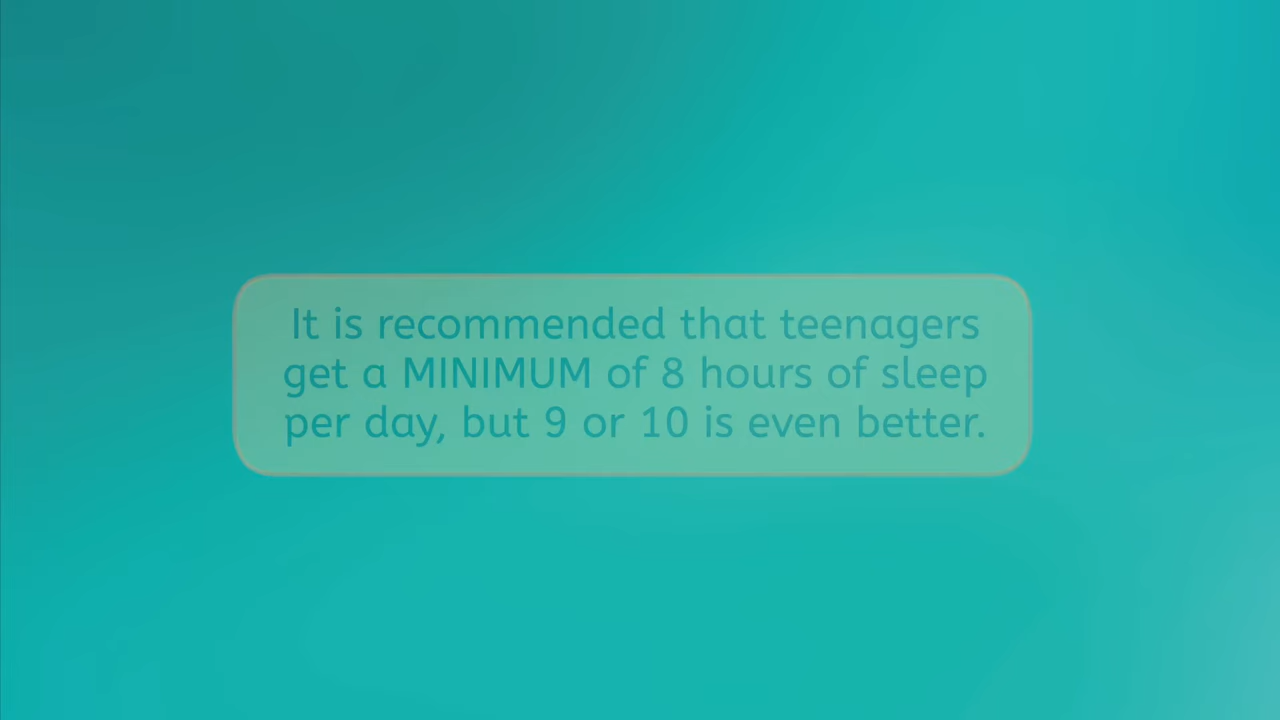 It is recommended that teenagers
get a MINIMUM of 8 hours of sleep
per day, but 9 or 10 is even better.